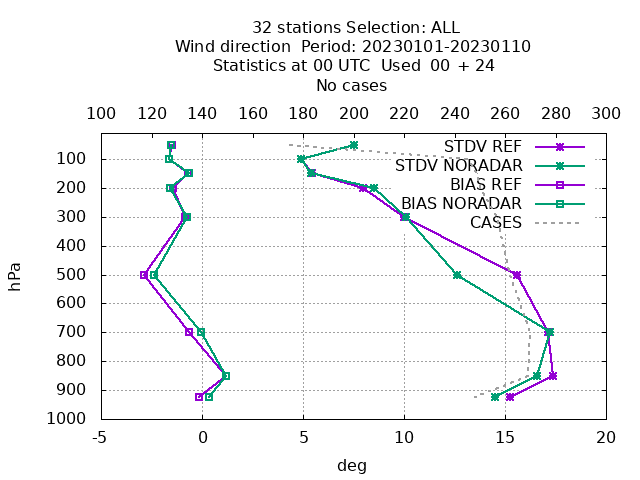 32 stations Selection: ALL
Wind direction  Period: 20230101-20230110
Statistics at 00 UTC  Used  00 + 24
No cases
100 120 140 160 180 200 220 240 260 280 300
STDV REF
STDV NORADAR
BIAS REF
BIAS NORADAR
CASES
100
200
300
400
500
600
700
800
900
1000
hPa
-5 0 5 10 15 20
deg